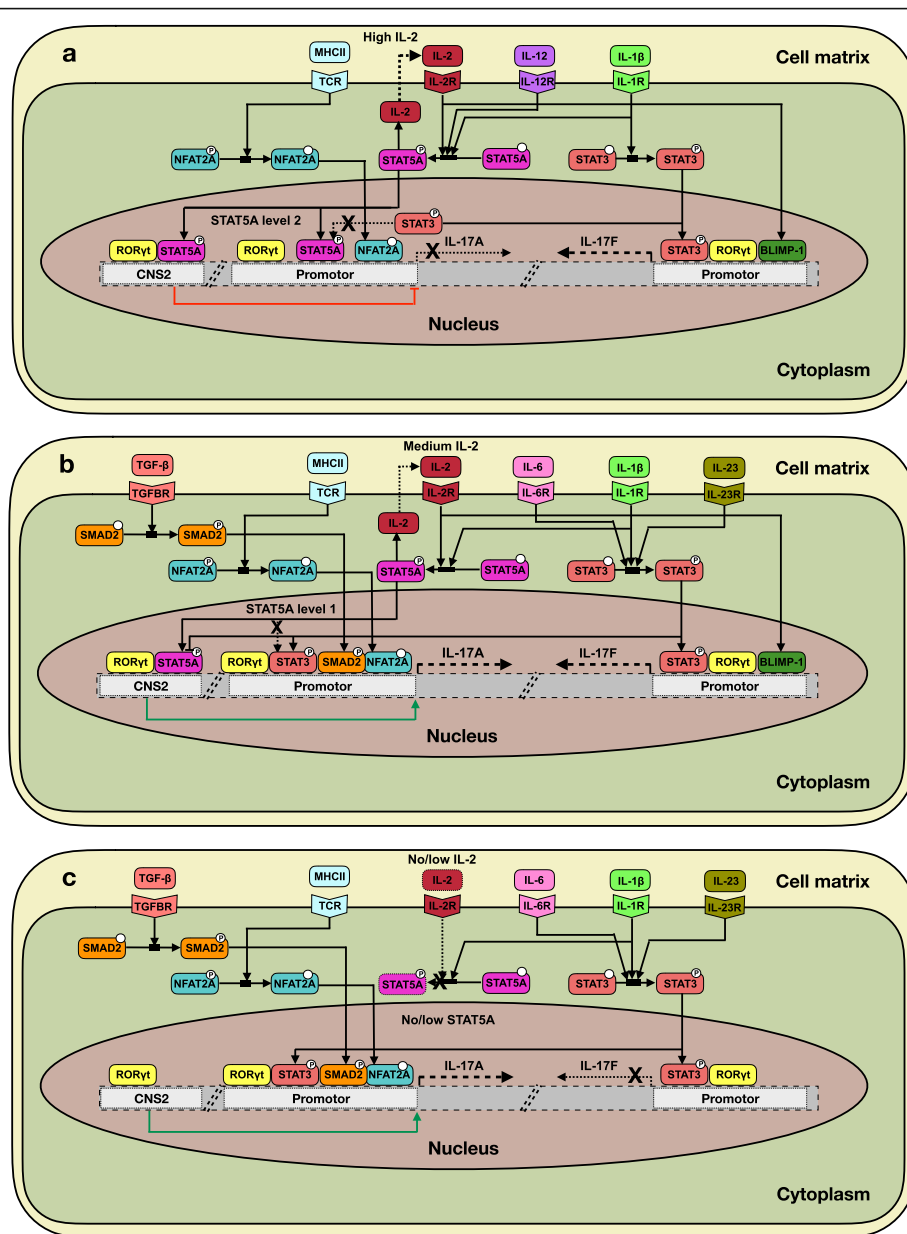 a
High IL-2
Cell matrix
MHCII
IL-2
IL-12
IL-1β
TCR
IL-2R
IL-12R
IL-1R
IL-2
P
NFAT2A
NFAT2A
P
STAT5A
STAT5A
STAT3
P
STAT3
STAT5A level 2
X
P
STAT3
RORγt
P
STAT5A
RORγt
P
STAT5A
NFAT2A
X
IL-17A
IL-17F
P
STAT3
RORγt
BLIMP-1
CNS2
Promotor
Promotor
Nucleus
Cytoplasm
b
Medium IL-2
Cell matrix
TGF-β
MHCII
IL-2
IL-6
IL-1β
IL-23
TGFBR
TCR
IL-2R
IL-6R
IL-1R
IL-23R
SMAD2
P
SMAD2
IL-2
P
NFAT2A
NFAT2A
P
STAT5A
STAT5A
STAT3
P
STAT3
STAT5A level 1
X
RORγt
P
STAT5A
RORγt
P
STAT3
P
SMAD2
NFAT2A
IL-17A
IL-17F
P
STAT3
RORγt
BLIMP-1
CNS2
Promotor
Promotor
Nucleus
Cytoplasm
c
No/low IL-2
Cell matrix
TGF-β
MHCII
IL-2
IL-6
IL-1β
IL-23
TGFBR
TCR
IL-2R
IL-6R
IL-1R
IL-23R
SMAD2
P
SMAD2
P
NFAT2A
NFAT2A
P
STAT5A
X
STAT5A
STAT3
P
STAT3
No/low STAT5A
RORγt
RORγt
P
STAT3
P
SMAD2
NFAT2A
IL-17A
IL-17F
X
P
STAT3
RORγt
CNS2
Promotor
Promotor
Nucleus
Cytoplasm